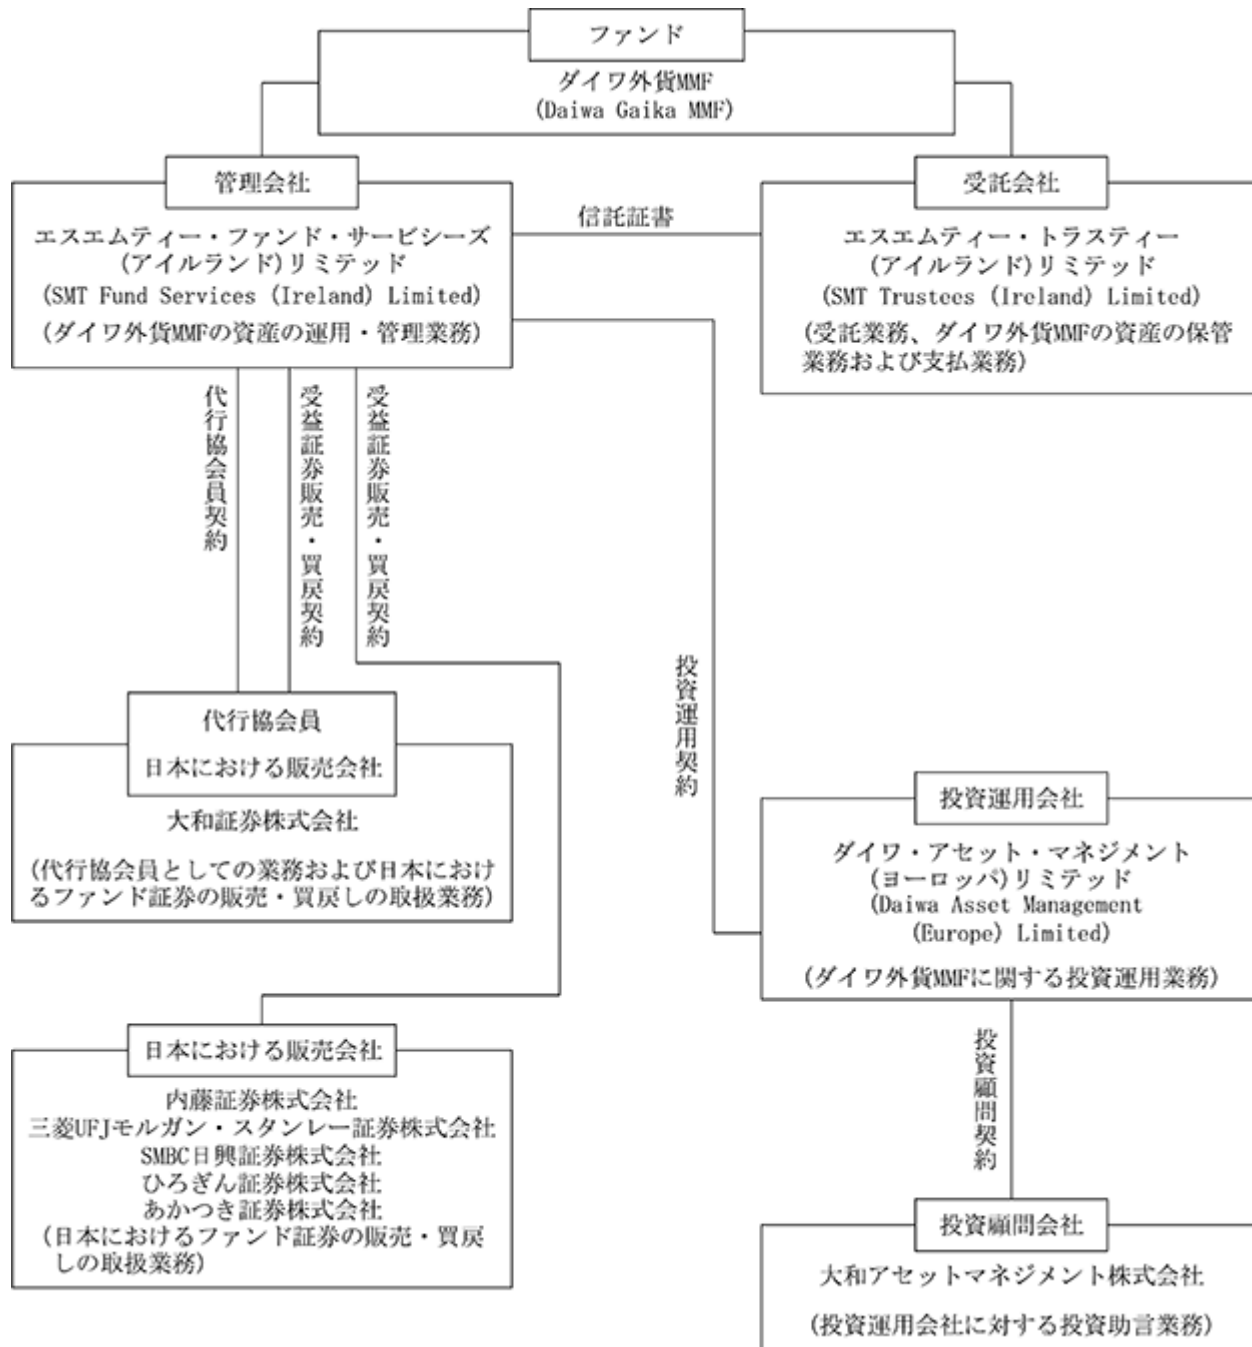 ファンド
ダイワ外貨MMF
(Daiwa Gaika MMF)
管理会社
エスエムティー・ファンド・サービシーズ
(アイルランド)リミテッド
(SMT Fund Services (Ireland) Limited)
(ダイワ外貨MMFの資産の運用・管理業務)
信託証書
受託会社
エスエムティー・トラスティー
(アイルランド)リミテッド
(SMT Trustees (Ireland) Limited)
(受託業務、ダイワ外貨MMFの資産の保管
業務および支払業務)
代行協会員契約
受益証券販売・買戻契約
受益証券販売・買戻契約
投資運用契約
代行協会員
日本における販売会社
大和証券株式会社
(代行協会員としての業務および日本にお
けるファンド証券の販売・買戻しの取扱業務)
投資運用会社
ダイワ・アセット・マネジメント
(ヨーロッパ)リミテッド
(Daiwa Asset Management
(Europe) Limited)
(ダイワ外貨MMFに関する投資運用業務)
日本における販売会社
内藤証券株式会社
三菱UFJモルガン・スタンレー証券株式会社
SMBC日興証券株式会社
ひろぎん証券株式会社
あかつき証券株式会社
(日本におけるファンド証券の販売・買戻
しの取扱業務)
投資顧問契約
投資顧問会社
大和アセットマネジメント株式会社
(投資運用会社に対する投資助言業務)